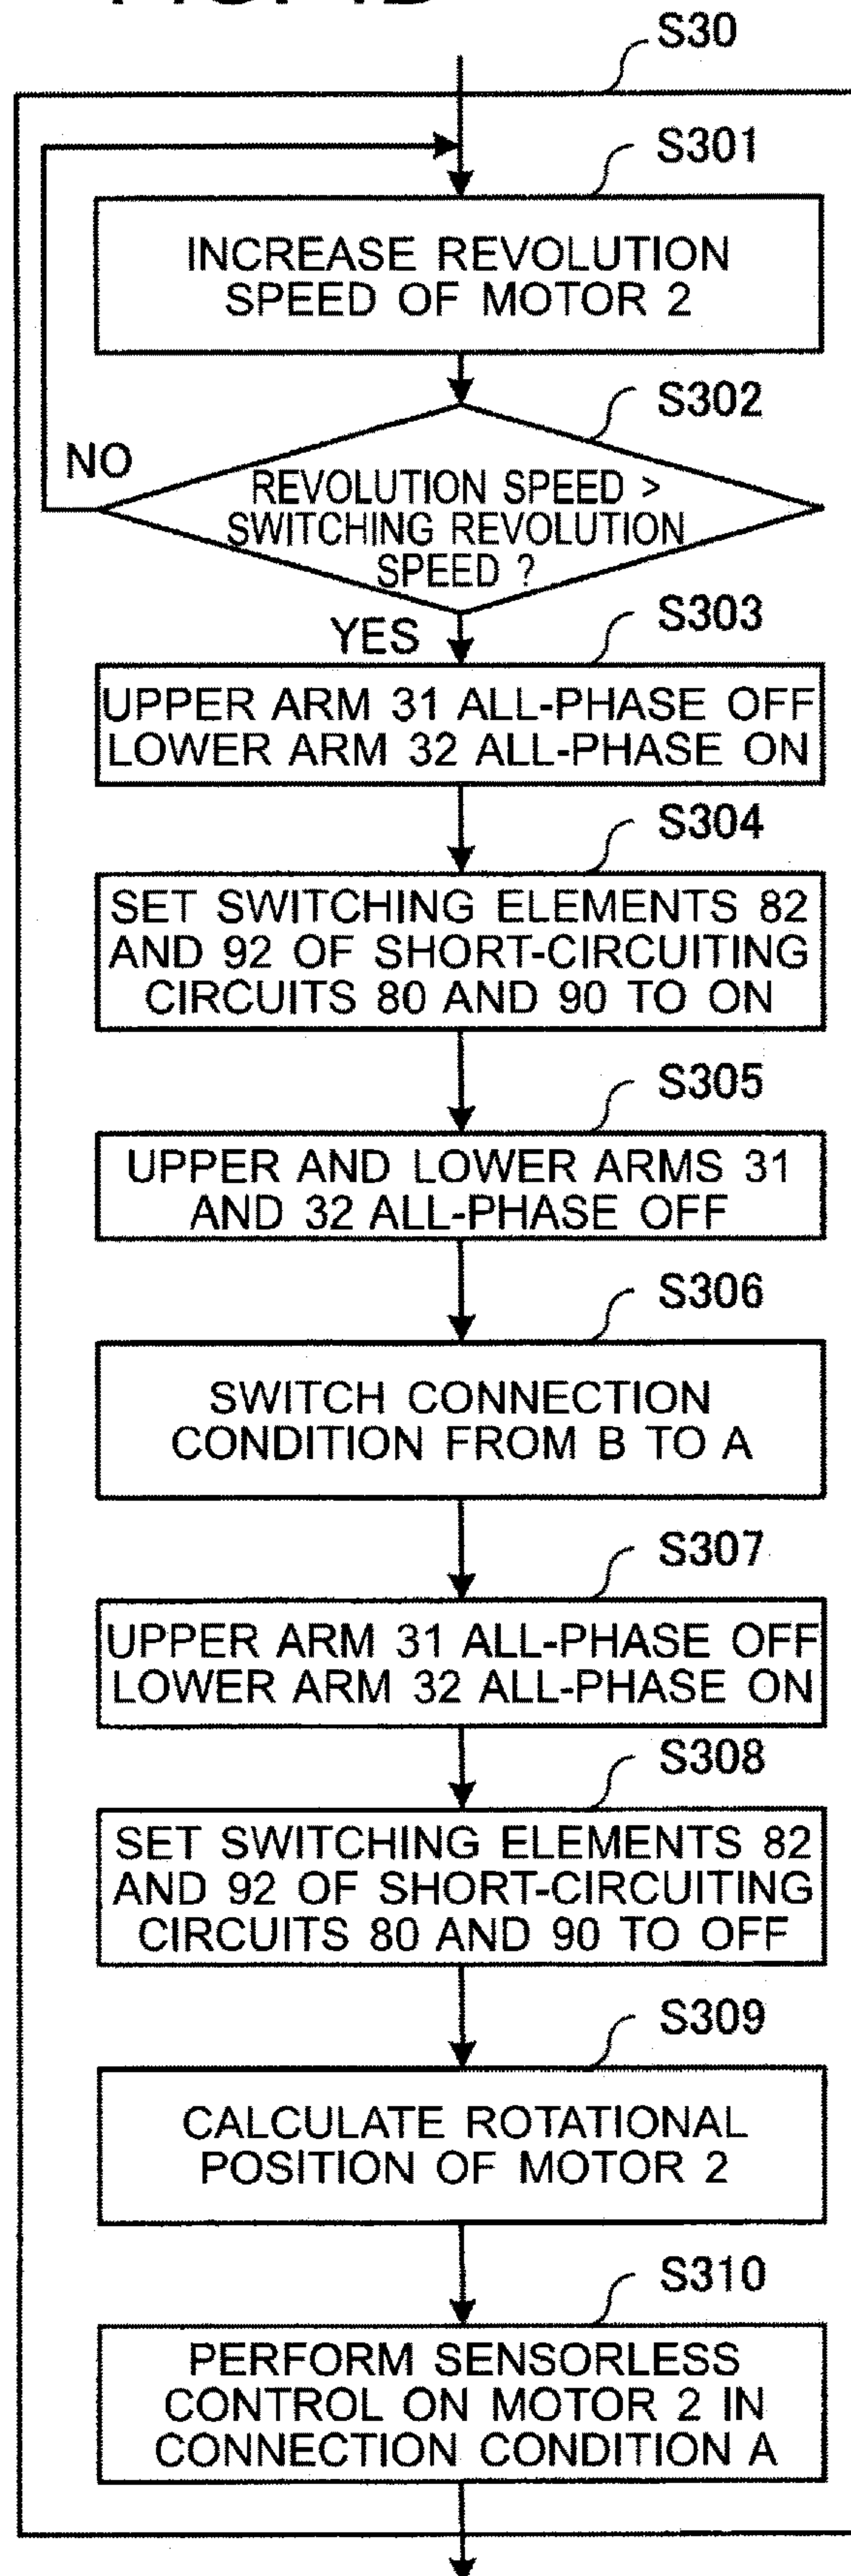 S30
S301
INCREASE REVOLUTION
SPEED OF MOTOR 2
S302
NO
REVOLUTION SPEED >
SWITCHING REVOLUTION
SPEED ?
YES
S303
UPPER ARM 31 ALL-PHASE OFF
LOWER ARM 32 ALL-PHASE ON
S304
SET SWITCHING ELEMENTS 82
AND 92 OF SHORT-CIRCUITING
CIRCUITS 80 AND 90 TO ON
S305
UPPER AND LOWER ARMS 31
AND 32 ALL-PHASE OFF
S306
SWITCH CONNECTION
CONDITION FROM B TO A
S307
UPPER ARM 31 ALL-PHASE OFF
LOWER ARM 32 ALL-PHASE ON
S308
SET SWITCHING ELEMENTS 82
AND 92 OF SHORT-CIRCUITING
CIRCUITS 80 AND 90 TO OFF
S309
CALCULATE ROTATIONAL
POSITION OF MOTOR 2
S310
PERFORM SENSORLESS
CONTROL ON MOTOR 2 IN
CONNECTION CONDITION A